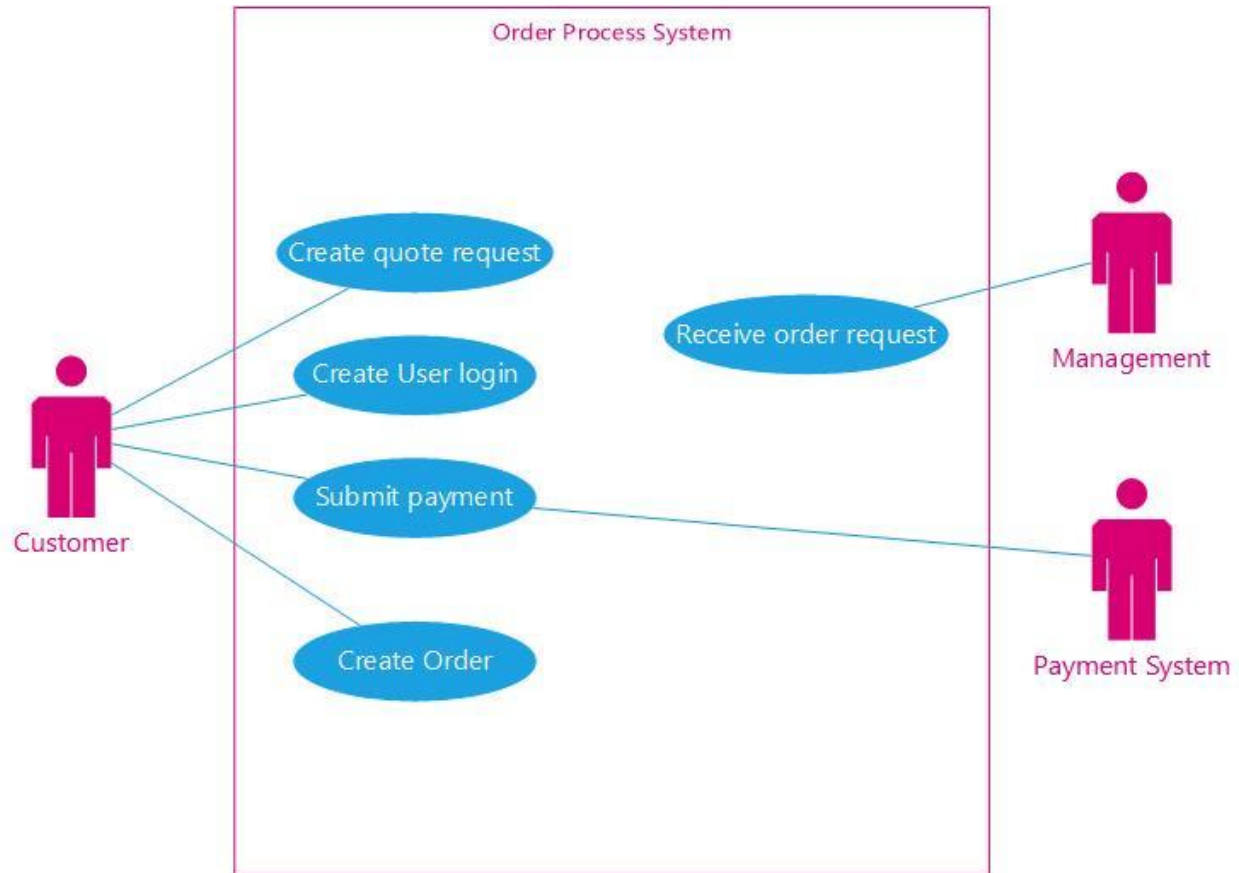 Order Process System
Create quote request
Receive order request
Management
Create User login
Submit payment
Customer
Create Order
Payment System